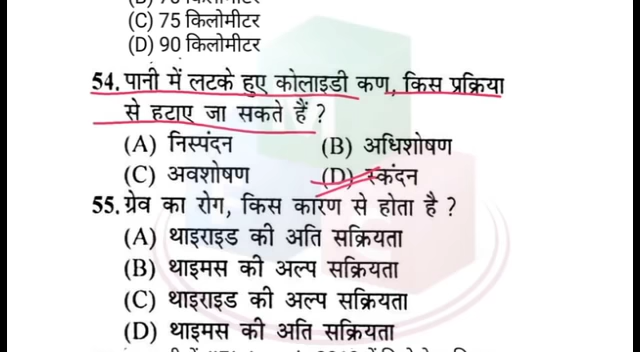 (C) 75 किलोमीटर
(D) 90 किलोमीटर
54. पानी में लटके हुए कोलाइडी कण, किस प्रक्रिया
से हटाए जा सकते हैं ?
(A) निस्पंदन (B) अधिशोषण
(C) अवशोषण (D) स्कंदन
55. ग्रेव का रोग, किस कारण से होता है ?
(A) थाइराइड की अति सक्रियता
(B) थाइमस की अल्प सक्रियता
(C) थाइराइड की अल्प सक्रियता
(D) थाइमस की अति सक्रियता